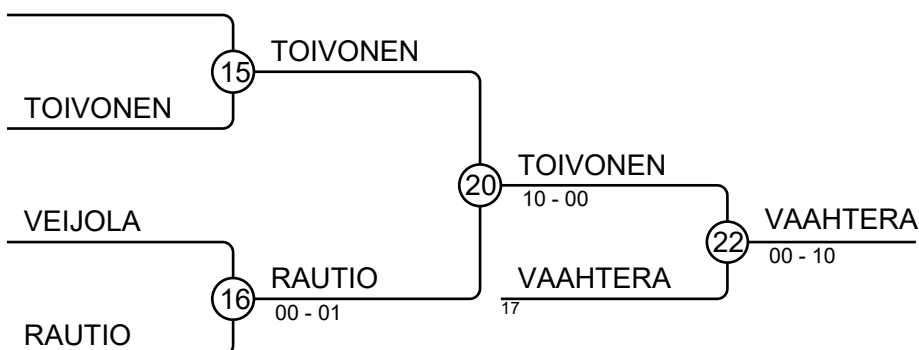 TOIVONEN
15
TOIVONEN
TOIVONEN
20
10 - 00
VEIJOLA
VAAHTERA
22
00 - 10
RAUTIO
VAAHTERA
16
00 - 01
17
RAUTIO